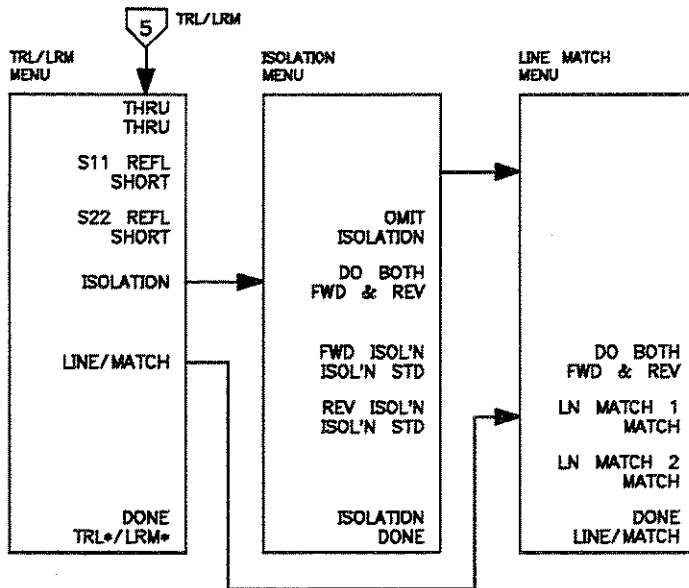 5
TRL/LRM
TRL/LRM
MENU
THRU
THRU
S11 REFL
SHORT
S22 REFL
SHORT
ISOLATION
LINE/MATCH
DONE
TRL*/LRM*
ISOLATION
MENU
OMIT
ISOLATION
DO BOTH
FWD & REV
FWD ISOL'N
ISOL'N STD
REV ISOL'N
ISOL'N STD
ISOLATION
DONE
LINE MATCH
MENU
DO BOTH
FWD & REV
LN MATCH 1
MATCH
LN MATCH 2
MATCH
DONE
LINE/MATCH